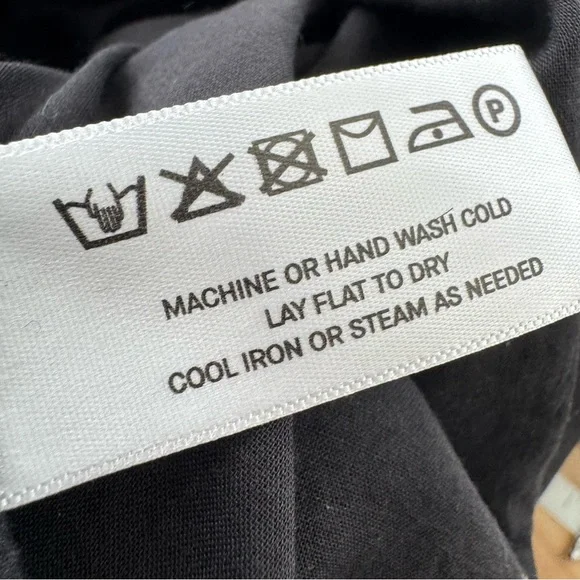 P
MACHINE OR HAND WASH COLD
LAY FLAT TO DRY
COOL IRON OR STEAM AS NEEDED